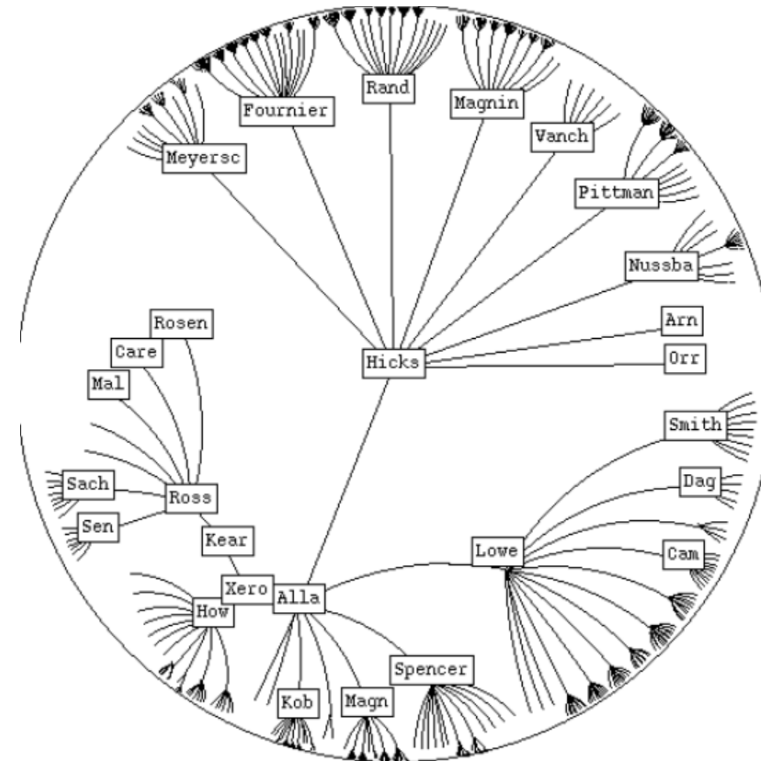 Rand
Magnin
Fournier
Vanch
Meyersc
Pittman
Nussba
Arn
Rosen
Care
Orr
Hicks
Mal
Smith
Dag
Sach
Ross
Sen
Kear
Lowe
Cam
Xero
Alla
How
Spencer
Kob
Magn